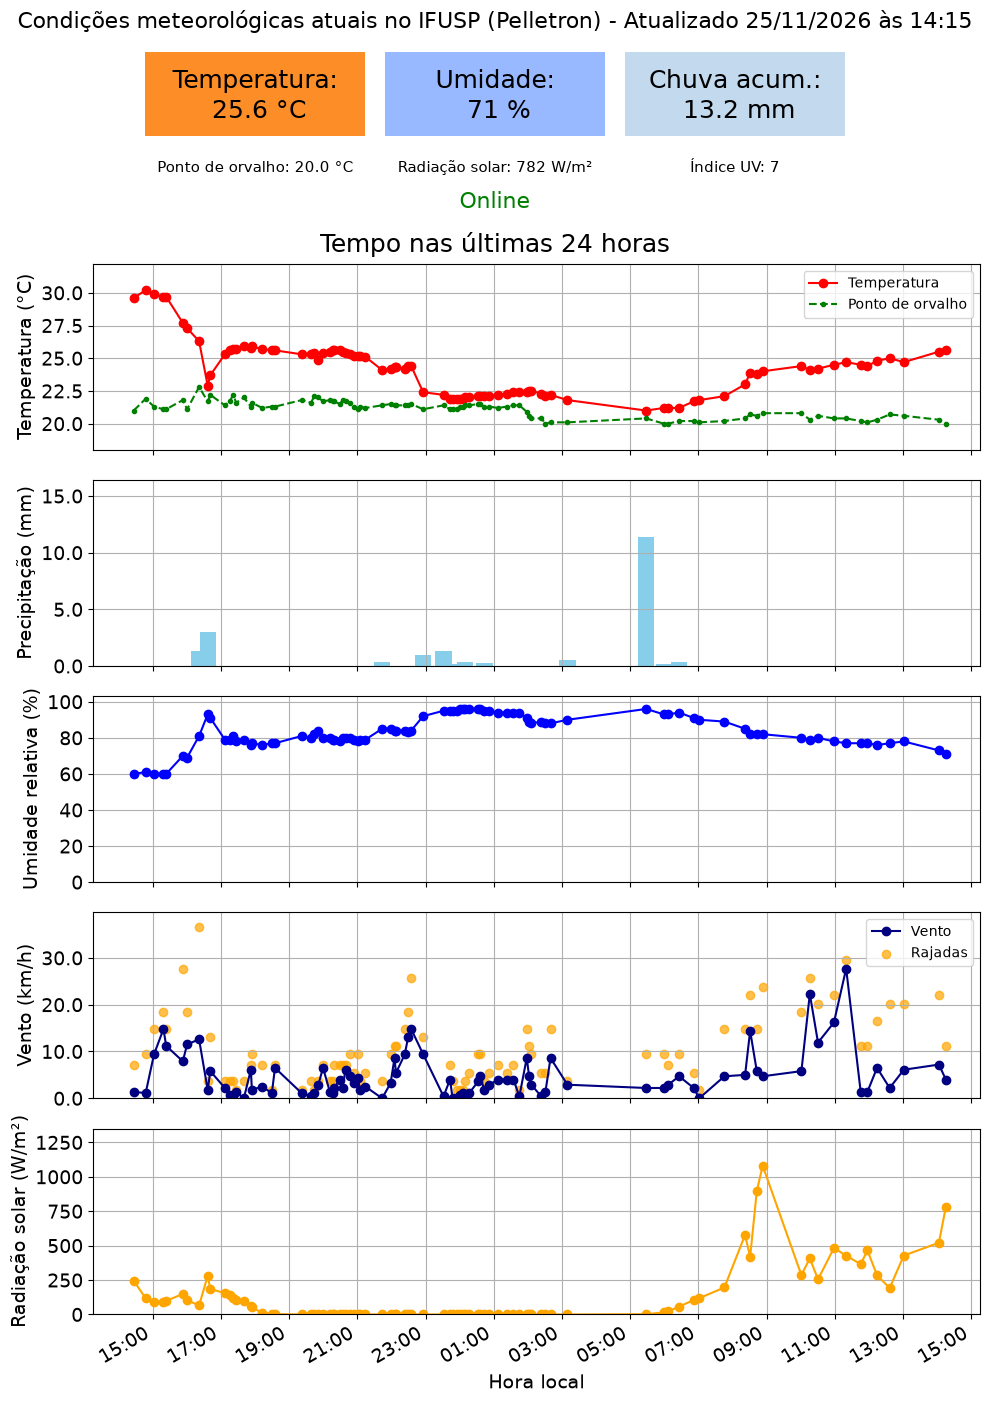 Condições meteorológicas atuais no IFUSP (Pelletron) - Atualizado 25/11/2026 às 14:15
Temperatura:
25.6 °C
Umidade:
71 %
Chuva acum.:
13.2 mm
Ponto de orvalho: 20.0 °C
Radiação solar: 782 W/m²
Índice UV: 7
Online
Tempo nas últimas 24 horas
Temperatura (°C)
30.0
27.5
25.0
22.5
20.0
Temperatura
Ponto de orvalho
Precipitação (mm)
15.0
10.0
5.0
0.0
Umidade relativa (%)
100
80
60
40
20
0
Vento (km/h)
30.0
20.0
10.0
0.0
Vento
Rajadas
Radiação solar (W/m²)
1250
1000
750
500
250
0
15:00
17:00
19:00
21:00
23:00
01:00
03:00
05:00
07:00
09:00
11:00
13:00
15:00
Hora local